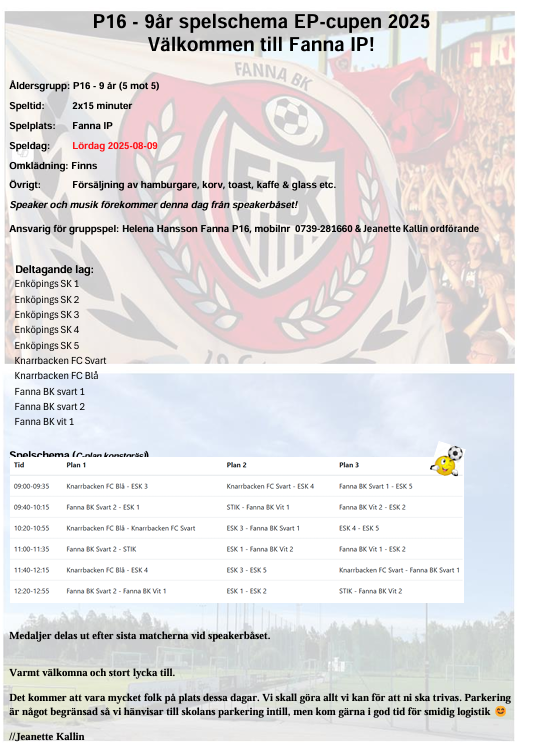 P16 - 9år spelschema EP-cupen 2025
Välkommen till Fanna IP!
FANNA BK
Åldersgrupp: P16 - 9 år (5 mot 5)
Speltid: 2x15 minuter
Spelplats: Fanna IP
Speldag: Lördag 2025-08-09
Omklädning: Finns
Övrigt: Försäljning av hamburgare, korv, toast, kaffe & glass etc.
Speaker och musik förekommer denna dag från speakerbåset!
Ansvarig för gruppspel: Helena Hansson Fanna P16, mobilnr 0739-281660 & Jeanette Kallin ordförande
Deltagande lag:
Enköpings SK 1
Enköpings SK 2
Enköpings SK 3
Enköpings SK 4
Enköpings SK 5
Knarrbacken FC Svart
Knarrbacken FC Blå
Fanna BK svart 1
Fanna BK svart 2
Fanna BK vit 1
Spelschema (C-plan konstgräs)
Tid Plan 1 Plan 2 Plan 3
09:00-09:35 Knarrbacken FC Blå - ESK 3 Knarrbacken FC Svart - ESK 4 Fanna BK Svart 1 - ESK 5
09:40-10:15 Fanna BK Svart 2 - ESK 1 STIK - Fanna BK Vit 1 Fanna BK Vit 2 - ESK 2
10:20-10:55 Knarrbacken FC Blå - Knarrbacken FC Svart ESK 3 - Fanna BK Svart 1 ESK 4 - ESK 5
11:00-11:35 Fanna BK Svart 2 - STIK ESK 1 - Fanna BK Vit 2 Fanna BK Vit 1 - ESK 2
11:40-12:15 Knarrbacken FC Blå - ESK 4 ESK 3 - ESK 5 Knarrbacken FC Svart - Fanna BK Svart 1
12:20-12:55 Fanna BK Svart 2 - Fanna BK Vit 1 ESK 1 - ESK 2 STIK - Fanna BK Vit 2
Medaljer delas ut efter sista matcherna vid speakerbåset.
Varmt välkomna och stort lycka till.
Det kommer att vara mycket folk på plats dessa dagar. Vi skall göra allt vi kan för att ni ska trivas. Parkering
är något begränsad så vi hänvisar till skolans parkering intill, men kom gärna i god tid för smidig logistik 😊
//Jeanette Kallin